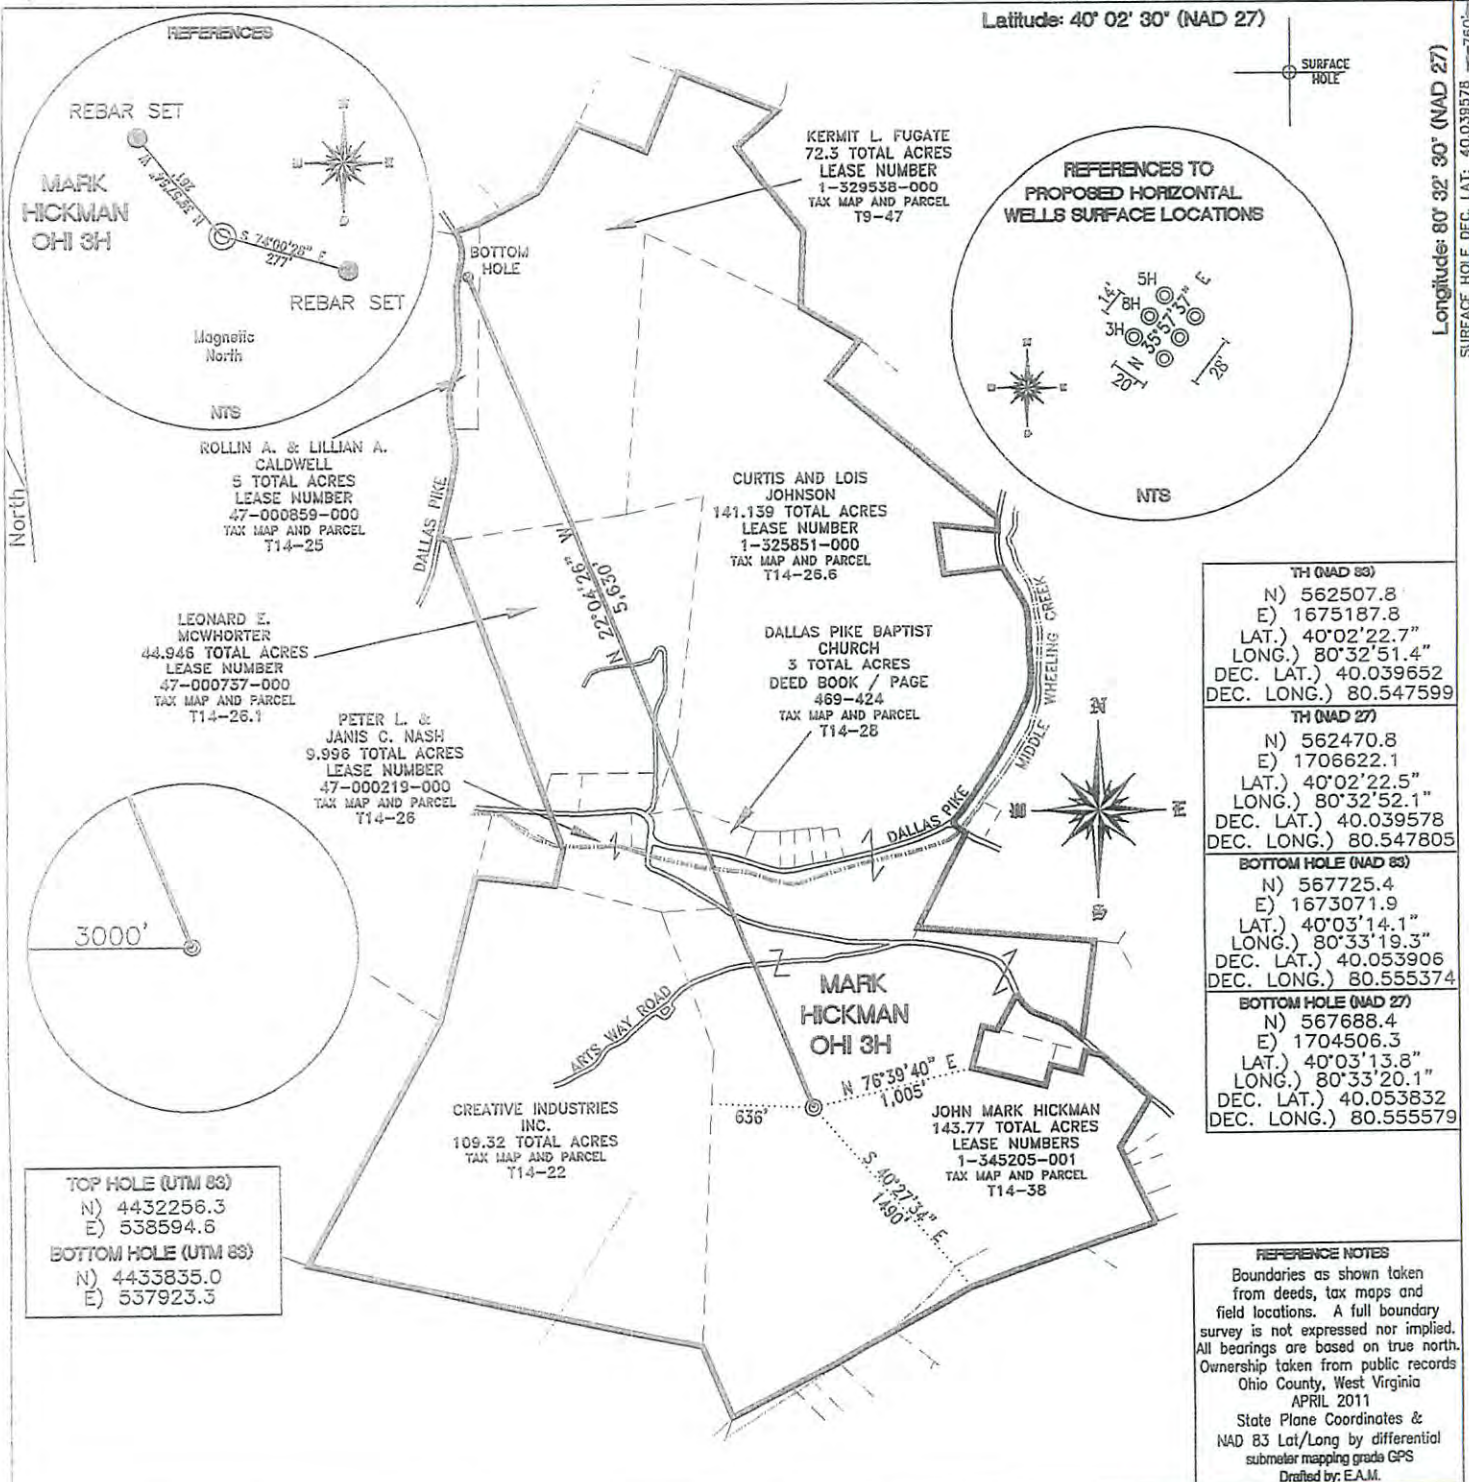 Latitude: 40° 02' 30" (NAD 27)
SURFACE
HOLE
Longitude: 80° 32' 30" (NAD 27)
SURFACE HOLE DEC. LAT: 40.039578
REFERENCES
REBAR SET
MARK
HICKMAN
OHI 3H
261'
S 74°00'28" E
277'
REBAR SET
Magnetic
North
NTS
North
BOTTOM
HOLE
KERMIT L. FUGATE
72.3 TOTAL ACRES
LEASE NUMBER
1-329538-000
TAX MAP AND PARCEL
T9-47
REFERENCES TO
PROPOSED HORIZONTAL
WELLS SURFACE LOCATIONS
5H
14'
8H
3H
N 35°57'37" E
20'
28'
NTS
ROLLIN A. & LILLIAN A.
CALDWELL
5 TOTAL ACRES
LEASE NUMBER
47-000859-000
TAX MAP AND PARCEL
T14-25
DALLAS PIKE
CURTIS AND LOIS
JOHNSON
141.139 TOTAL ACRES
LEASE NUMBER
1-325851-000
TAX MAP AND PARCEL
T14-26.6
N 22°04'26" W
5,630'
LEONARD E.
MCWHORTER
44.946 TOTAL ACRES
LEASE NUMBER
47-000737-000
TAX MAP AND PARCEL
T14-26.1
DALLAS PIKE BAPTIST
CHURCH
3 TOTAL ACRES
DEED BOOK / PAGE
469-424
TAX MAP AND PARCEL
T14-28
MIDDLE WHEELING CREEK
PETER L. &
JANIS C. NASH
9.996 TOTAL ACRES
LEASE NUMBER
47-000219-000
TAX MAP AND PARCEL
T14-26
DALLAS PIKE
TH (NAD 83)
N) 562507.8
E) 1675187.8
LAT.) 40°02'22.7"
LONG.) 80°32'51.4"
DEC. LAT.) 40.039652
DEC. LONG.) 80.547599
TH (NAD 27)
N) 562470.8
E) 1706622.1
LAT.) 40°02'22.5"
LONG.) 80°32'52.1"
DEC. LAT.) 40.039578
DEC. LONG.) 80.547805
BOTTOM HOLE (NAD 83)
N) 567725.4
E) 1673071.9
LAT.) 40°03'14.1"
LONG.) 80°33'19.3"
DEC. LAT.) 40.053906
DEC. LONG.) 80.555374
BOTTOM HOLE (NAD 27)
N) 567688.4
E) 1704506.3
LAT.) 40°03'13.8"
LONG.) 80°33'20.1"
DEC. LAT.) 40.053832
DEC. LONG.) 80.555579
3000'
ARTS WAY ROAD
MARK
HICKMAN
OHI 3H
N 76°39'40" E
1,005'
636'
CREATIVE INDUSTRIES
INC.
109.32 TOTAL ACRES
TAX MAP AND PARCEL
T14-22
JOHN MARK HICKMAN
143.77 TOTAL ACRES
LEASE NUMBERS
1-345205-001
TAX MAP AND PARCEL
T14-38
S 40°27'34" E
1490'
TOP HOLE (UTM 83)
N) 4432256.3
E) 538594.6
BOTTOM HOLE (UTM 83)
N) 4433835.0
E) 537923.3
REFERENCE NOTES
Boundaries as shown taken
from deeds, tax maps and
field locations. A full boundary
survey is not expressed nor implied.
All bearings are based on true north.
Ownership taken from public records
Ohio County, West Virginia
APRIL 2011
State Plane Coordinates &
NAD 83 Lat/Long by differential
submeter mapping grade GPS
Drafted by: E.A.M.